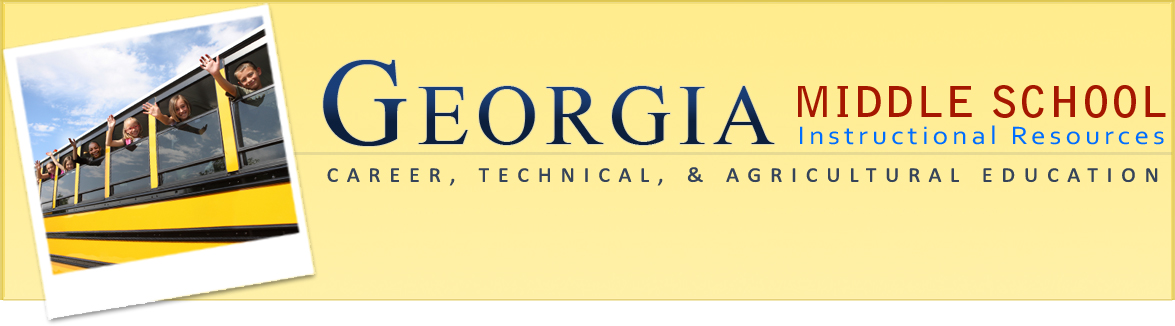 GEORGIA
MIDDLE SCHOOL
Instructional Resources
CAREER, TECHNICAL, & AGRICULTURAL EDUCATION